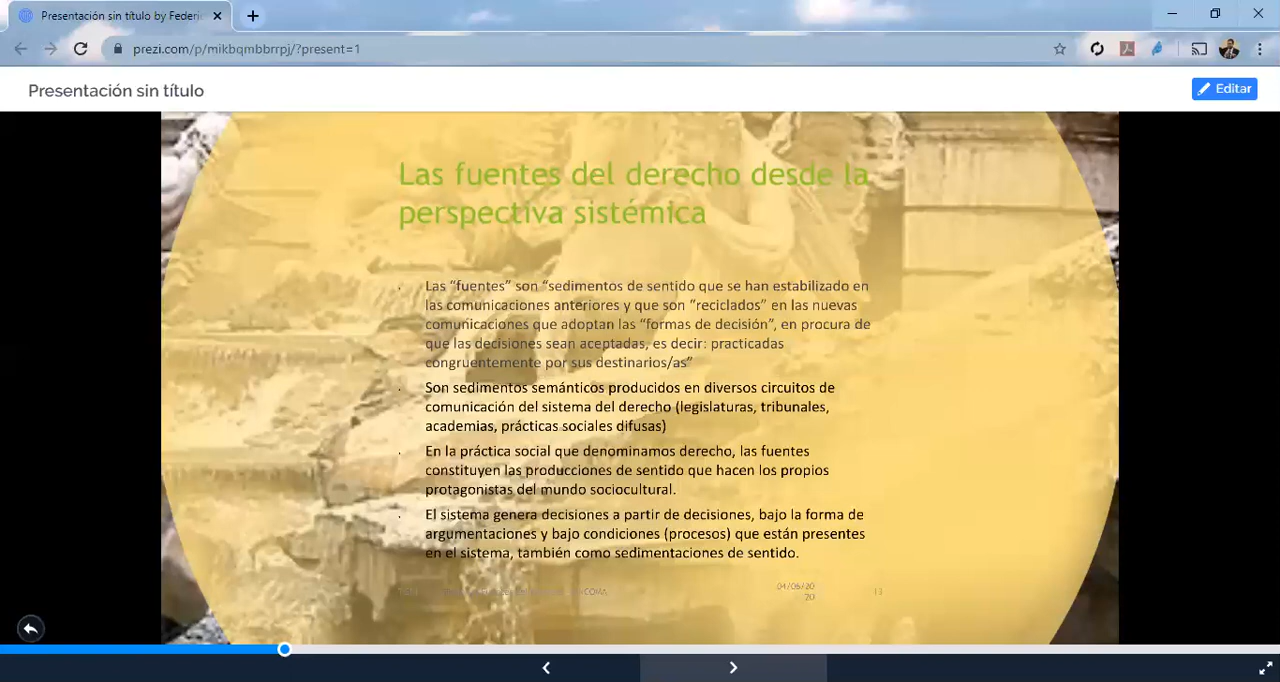 Presentación sin título by Federi
prezi.com/p/mikbqmbbrrpj/?present=1
Presentación sin título
Editar
Las fuentes del derecho desde la
perspectiva sistémica
Las “fuentes” son “sedimentos de sentido que se han estabilizado en
las comunicaciones anteriores y que son “reciclados” en las nuevas
comunicaciones que adoptan las “formas de decisión”, en procura de
que las decisiones sean aceptadas, es decir: practicadas
congruentemente por sus destinarios/as”
Son sedimentos semánticos producidos en diversos circuitos de
comunicación del sistema del derecho (legislaturas, tribunales,
academias, prácticas sociales difusas)
En la práctica social que denominamos derecho, las fuentes
constituyen las producciones de sentido que hacen los propios
protagonistas del mundo sociocultural.
El sistema genera decisiones a partir de decisiones, bajo la forma de
argumentaciones y bajo condiciones (procesos) que están presentes
en el sistema, también como sedimentaciones de sentido.
04/06/20
20
13